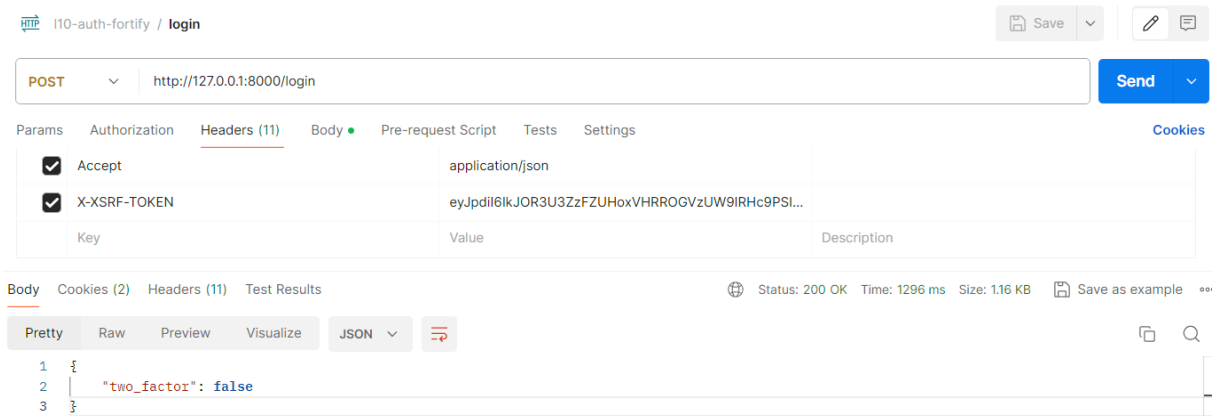 HTTP l10-auth-fortify / login Save
POST http://127.0.0.1:8000/login Send
Params Authorization Headers (11) Body Pre-request Script Tests Settings Cookies
Accept application/json
X-XSRF-TOKEN
Key Value Description
Body Cookies (2) Headers (11) Test Results Status: 200 OK Time: 1296 ms Size: 1.16 KB Save as example
Pretty Raw Preview Visualize JSON
1 {
2 "two_factor": false
3 }